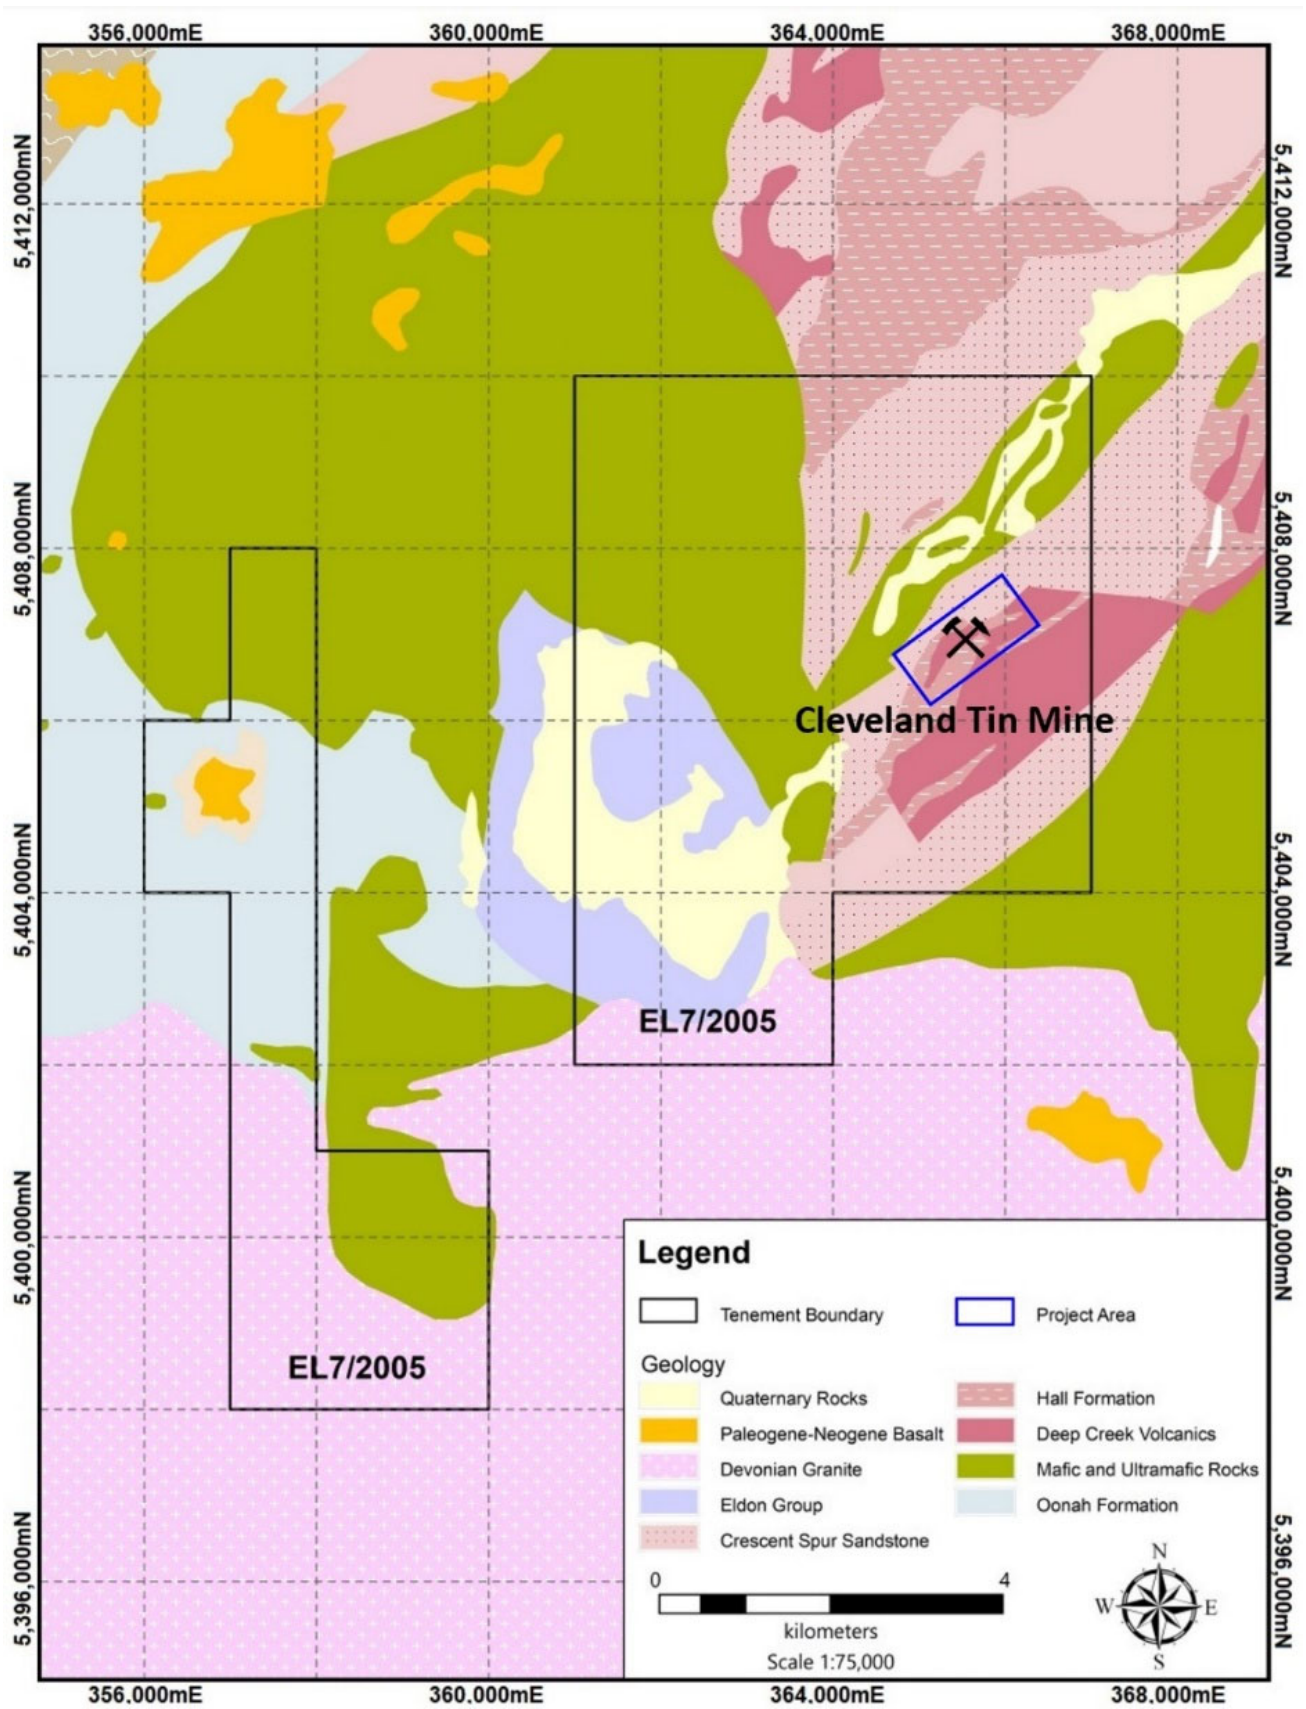 356,000mE 360,000mE 364,000mE 368,000mE
5,412,000mN
5,412,000mN
5,408,000mN
5,408,000mN
Cleveland Tin Mine
5,404,000mN
5,404,000mN
EL7/2005
5,400,000mN
5,400,000mN
EL7/2005
Legend
Tenement Boundary
Project Area
Geology
Quaternary Rocks
Hall Formation
Paleogene-Neogene Basalt
Deep Creek Volcanics
Devonian Granite
Mafic and Ultramafic Rocks
Eldon Group
Oonah Formation
Crescent Spur Sandstone
0 4
kilometers
Scale 1:75,000
N
W E
S
5,396,000mN
5,396,000mN
356,000mE 360,000mE 364,000mE 368,000mE